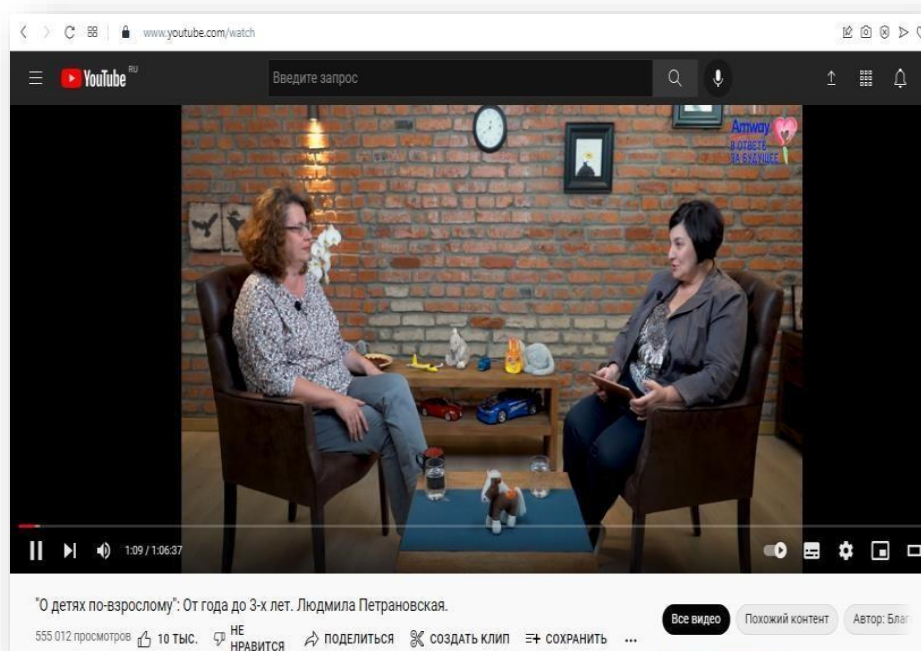 www.youtube.com/watch
YouTube RU
Введите запрос
Amway
В ОТВЕТЕ
ЗА БУДУЩЕЕ
1:09 / 1:06:37
"О детях по-взрослому": От года до 3-х лет. Людмила Петрановская.
555 012 просмотров 10 ТЫС. НЕ НРАВИТСЯ ПОДЕЛИТЬСЯ СОЗДАТЬ КЛИП СОХРАНИТЬ ...
Все видео Похожий контент Автор: Благ